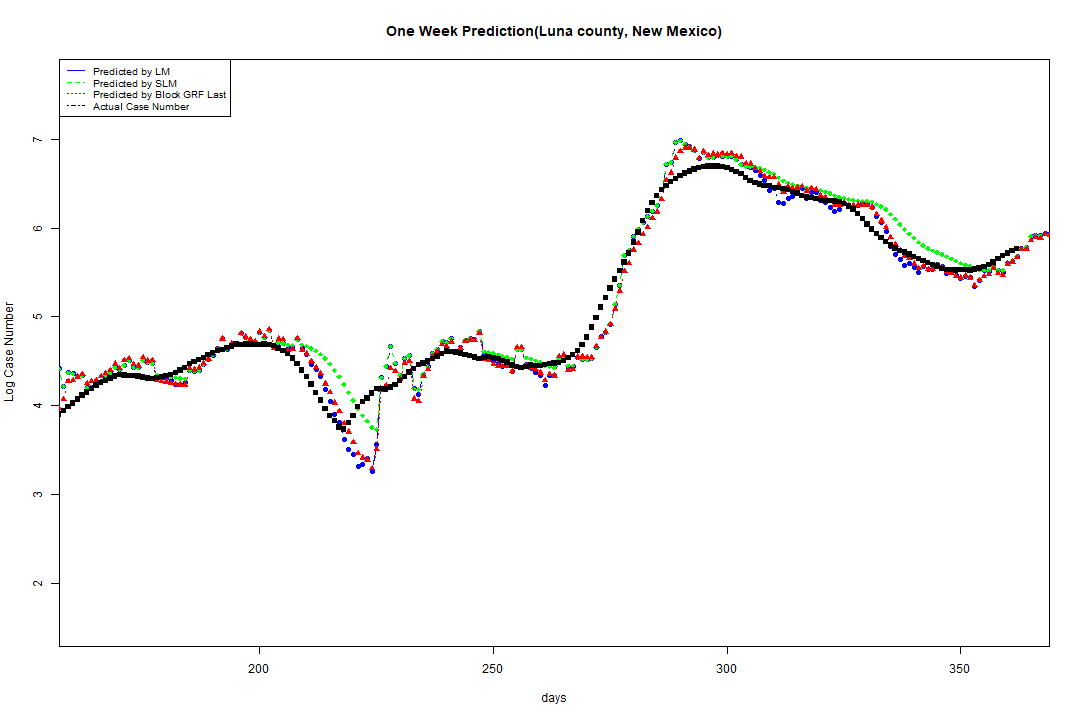 One Week Prediction(Luna county, New Mexico)
Predicted by LM
Predicted by SLM
Predicted by Block GRF Last
Actual Case Number
7
6
5
4
3
2
Log Case Number
200 250 300 350
days